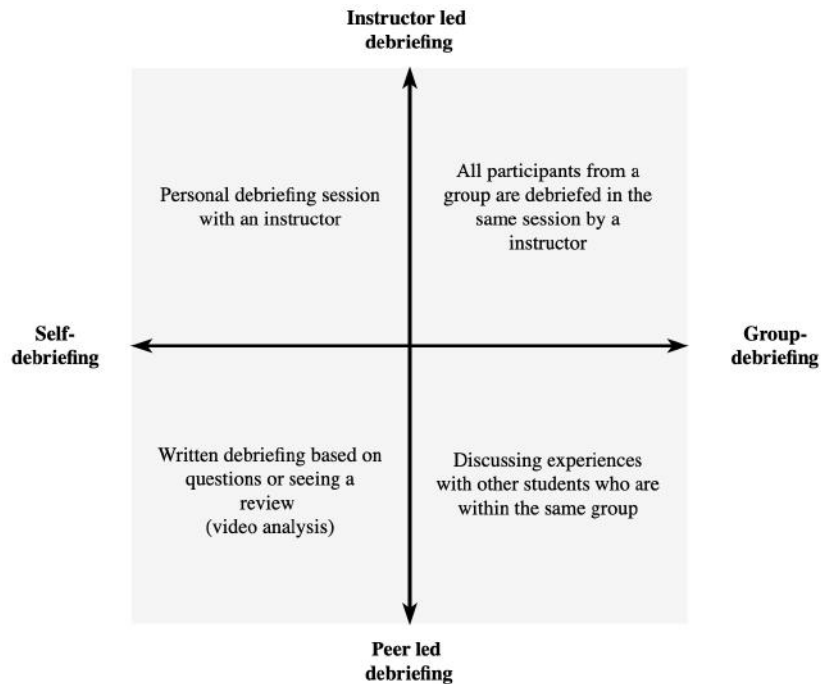 Instructor led
debriefing
Personal debriefing session
with an instructor
All participants from a
group are debriefed in the
same session by a
instructor
Self-
debriefing
Group-
debriefing
Written debriefing based on
questions or seeing a
review
(video analysis)
Discussing experiences
with other students who are
within the same group
Peer led
debriefing